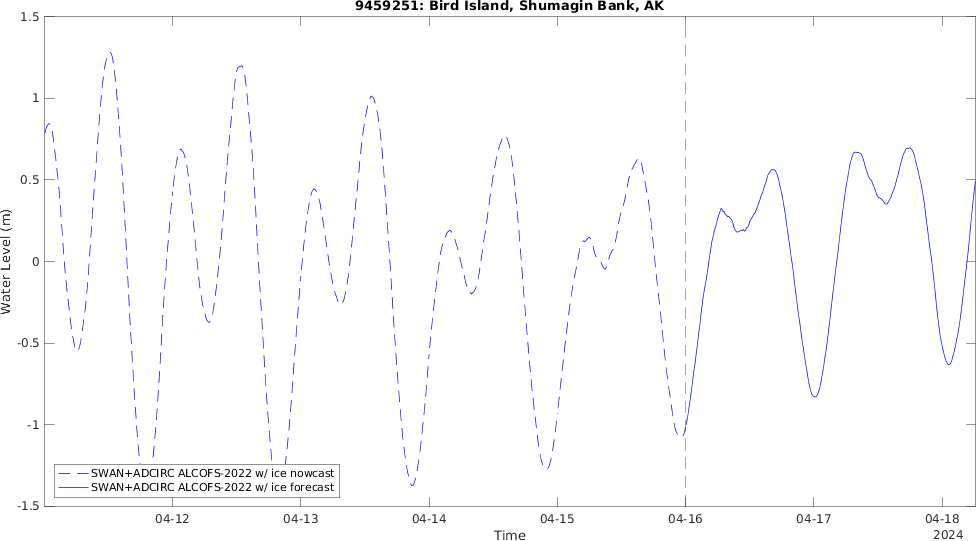 9459251: Bird Island, Shumagin Bank, AK
1.5
1
0.5
0
-0.5
-1
-1.5
Water Level (m)
SWAN+ADCIRC ALCOFS-2022 w/ ice nowcast
SWAN+ADCIRC ALCOFS-2022 w/ ice forecast
04-12 04-13 04-14 04-15 04-16 04-17 04-18
Time
2024